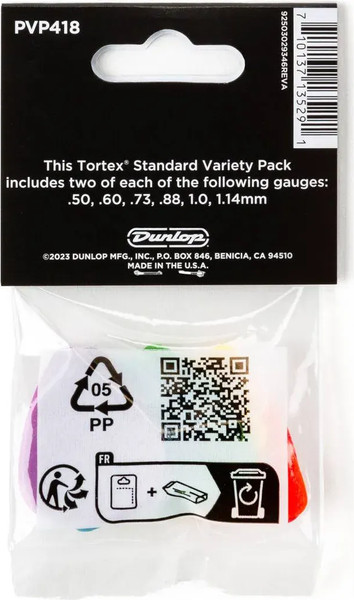 PVP418
92503029346REVA
7 10137 13529 1
This Tortex® Standard Variety Pack
includes two of each of the following gauges:
.50, .60, .73, .88, 1.0, 1.14mm
Dunlop
©2023 DUNLOP MFG., INC., P.O. BOX 846, BENICIA, CA 94510
MADE IN THE U.S.A.
05
PP
FR
+